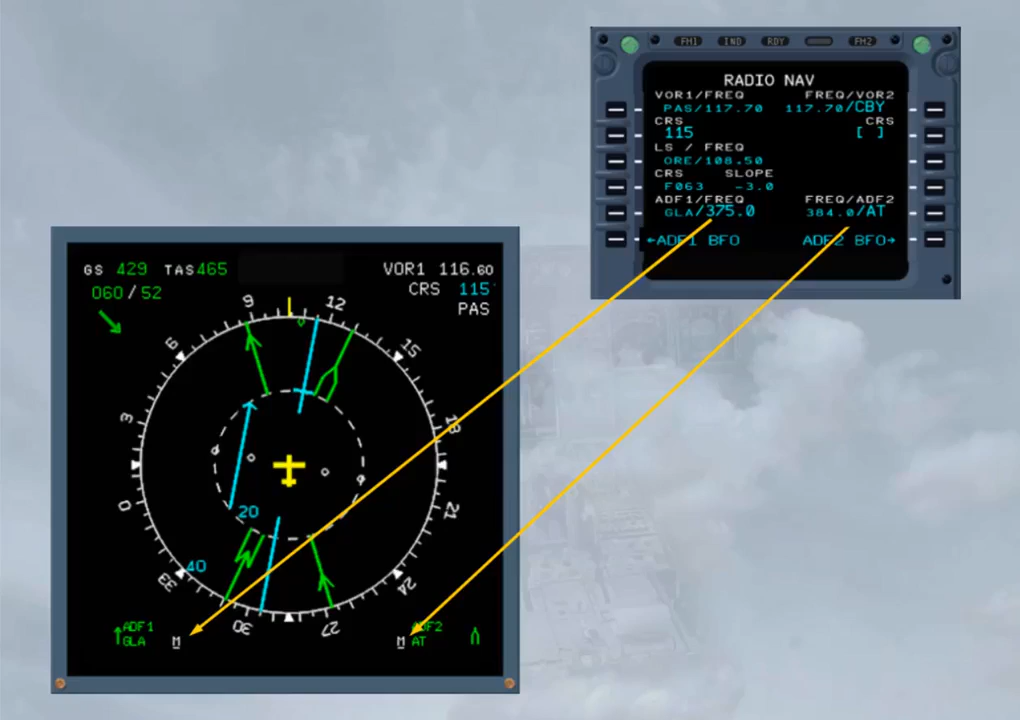 FM1 IND RDY FM2
RADIO NAV
VOR1/FREQ FREQ/VOR2
PAS/117.70 117.70/CBY
CRS CRS
115 [ ]
LS / FREQ
ORE/108.50
CRS SLOPE
F063 -3.0
ADF1/FREQ FREQ/ADF2
GLA/375.0 384.0/AT
←ADF1 BFO ADF2 BFO→
GS 429 TAS465 VOR1 116.60
060/52 CRS 115°
PAS
9 12
6 15
3 18
0 21
20
40
33 24
30 27
ADF1 ADF2
GLA M M AT